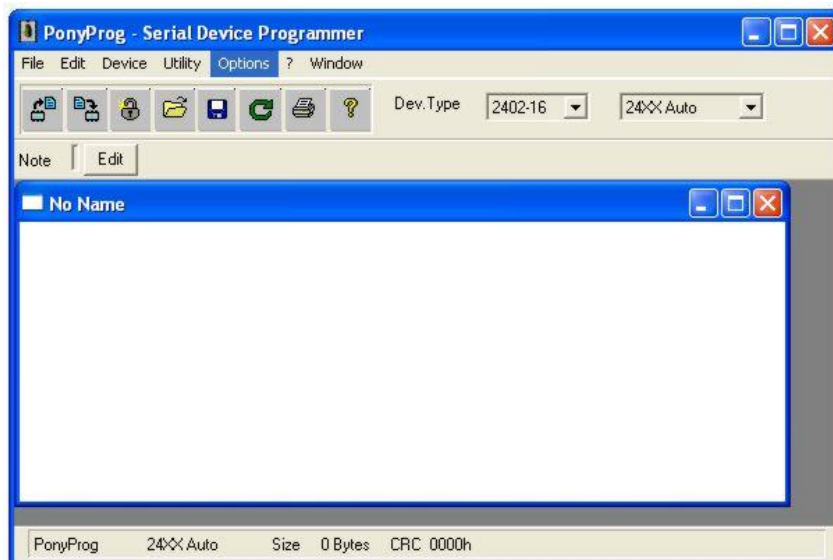 PonyProg - Serial Device Programmer
File Edit Device Utility Options ? Window
Dev.Type 2402-16 24XX Auto
Note Edit
No Name
PonyProg 24XX Auto Size 0 Bytes CRC 0000h